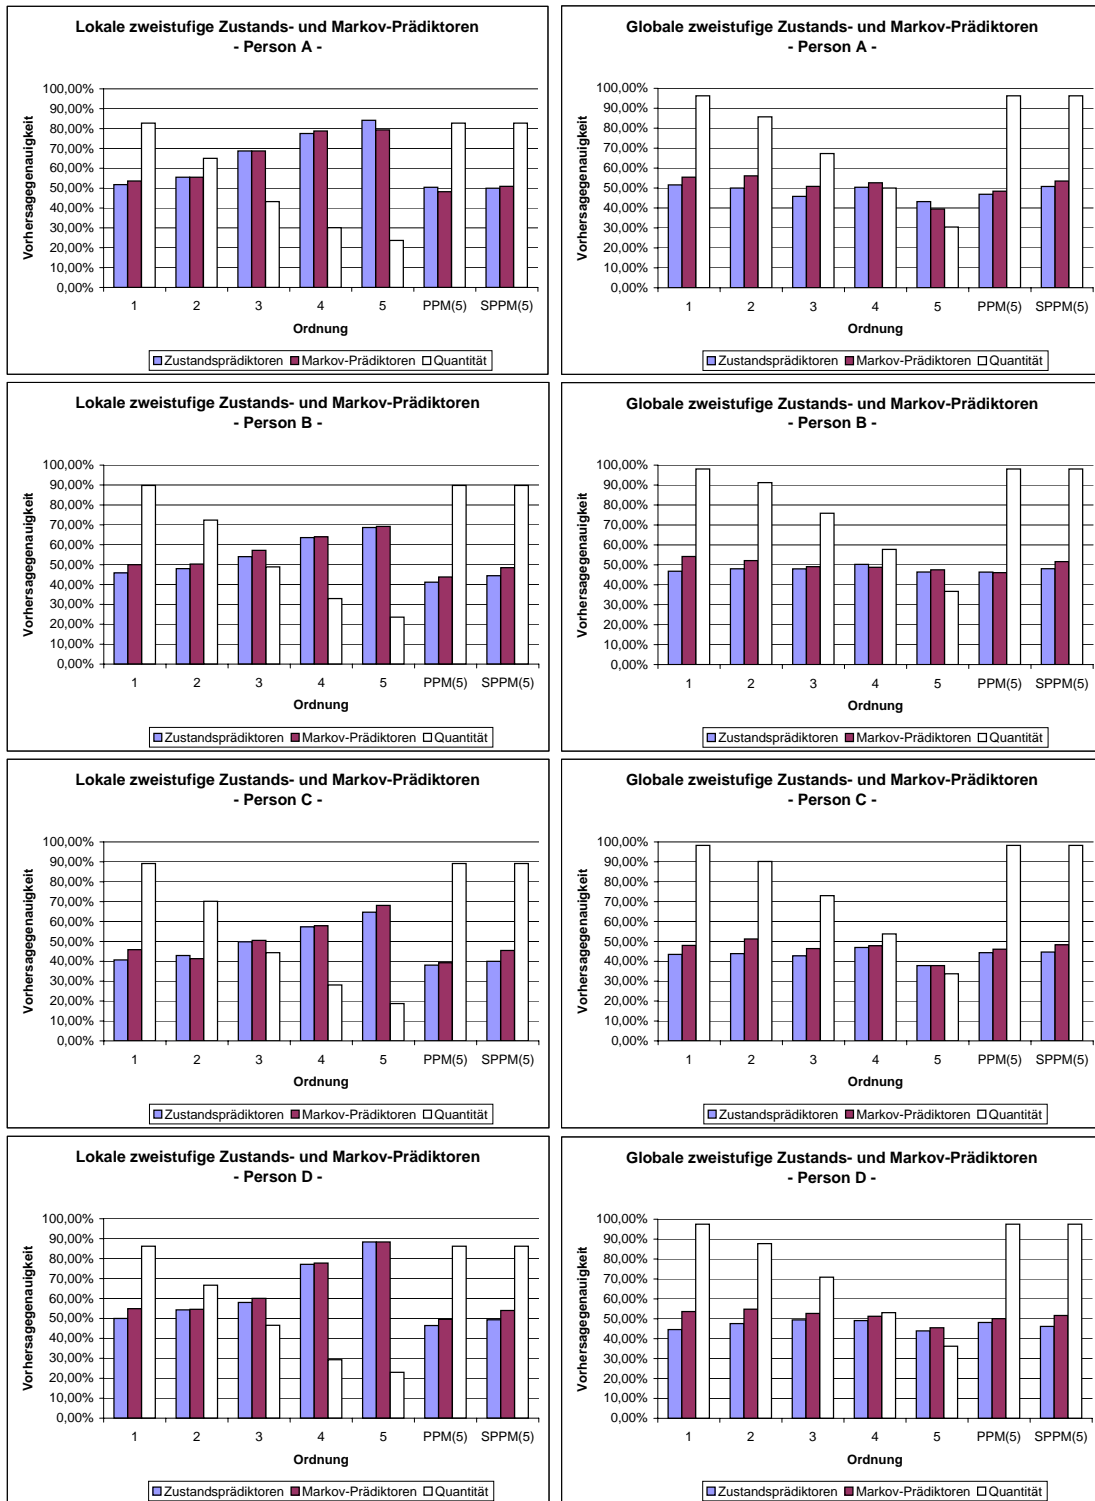 Lokale zweistufige Zustands- und Markov-Prädiktoren
- Person A -
Vorhersagegenauigkeit
100,00%
90,00%
80,00%
70,00%
60,00%
50,00%
40,00%
30,00%
20,00%
10,00%
0,00%
1 2 3 4 5 PPM(5) SPPM(5)
Ordnung
Zustandsprädiktoren Markov-Prädiktoren Quantität
Globale zweistufige Zustands- und Markov-Prädiktoren
- Person A -
Vorhersagegenauigkeit
100,00%
90,00%
80,00%
70,00%
60,00%
50,00%
40,00%
30,00%
20,00%
10,00%
0,00%
1 2 3 4 5 PPM(5) SPPM(5)
Ordnung
Zustandsprädiktoren Markov-Prädiktoren Quantität
Lokale zweistufige Zustands- und Markov-Prädiktoren
- Person B -
Vorhersagegenauigkeit
100,00%
90,00%
80,00%
70,00%
60,00%
50,00%
40,00%
30,00%
20,00%
10,00%
0,00%
1 2 3 4 5 PPM(5) SPPM(5)
Ordnung
Zustandsprädiktoren Markov-Prädiktoren Quantität
Globale zweistufige Zustands- und Markov-Prädiktoren
- Person B -
Vorhersagegenauigkeit
100,00%
90,00%
80,00%
70,00%
60,00%
50,00%
40,00%
30,00%
20,00%
10,00%
0,00%
1 2 3 4 5 PPM(5) SPPM(5)
Ordnung
Zustandsprädiktoren Markov-Prädiktoren Quantität
Lokale zweistufige Zustands- und Markov-Prädiktoren
- Person C -
Vorhersagegenauigkeit
100,00%
90,00%
80,00%
70,00%
60,00%
50,00%
40,00%
30,00%
20,00%
10,00%
0,00%
1 2 3 4 5 PPM(5) SPPM(5)
Ordnung
Zustandsprädiktoren Markov-Prädiktoren Quantität
Globale zweistufige Zustands- und Markov-Prädiktoren
- Person C -
Vorhersagegenauigkeit
100,00%
90,00%
80,00%
70,00%
60,00%
50,00%
40,00%
30,00%
20,00%
10,00%
0,00%
1 2 3 4 5 PPM(5) SPPM(5)
Ordnung
Zustandsprädiktoren Markov-Prädiktoren Quantität
Lokale zweistufige Zustands- und Markov-Prädiktoren
- Person D -
Vorhersagegenauigkeit
100,00%
90,00%
80,00%
70,00%
60,00%
50,00%
40,00%
30,00%
20,00%
10,00%
0,00%
1 2 3 4 5 PPM(5) SPPM(5)
Ordnung
Zustandsprädiktoren Markov-Prädiktoren Quantität
Globale zweistufige Zustands- und Markov-Prädiktoren
- Person D -
Vorhersagegenauigkeit
100,00%
90,00%
80,00%
70,00%
60,00%
50,00%
40,00%
30,00%
20,00%
10,00%
0,00%
1 2 3 4 5 PPM(5) SPPM(5)
Ordnung
Zustandsprädiktoren Markov-Prädiktoren Quantität